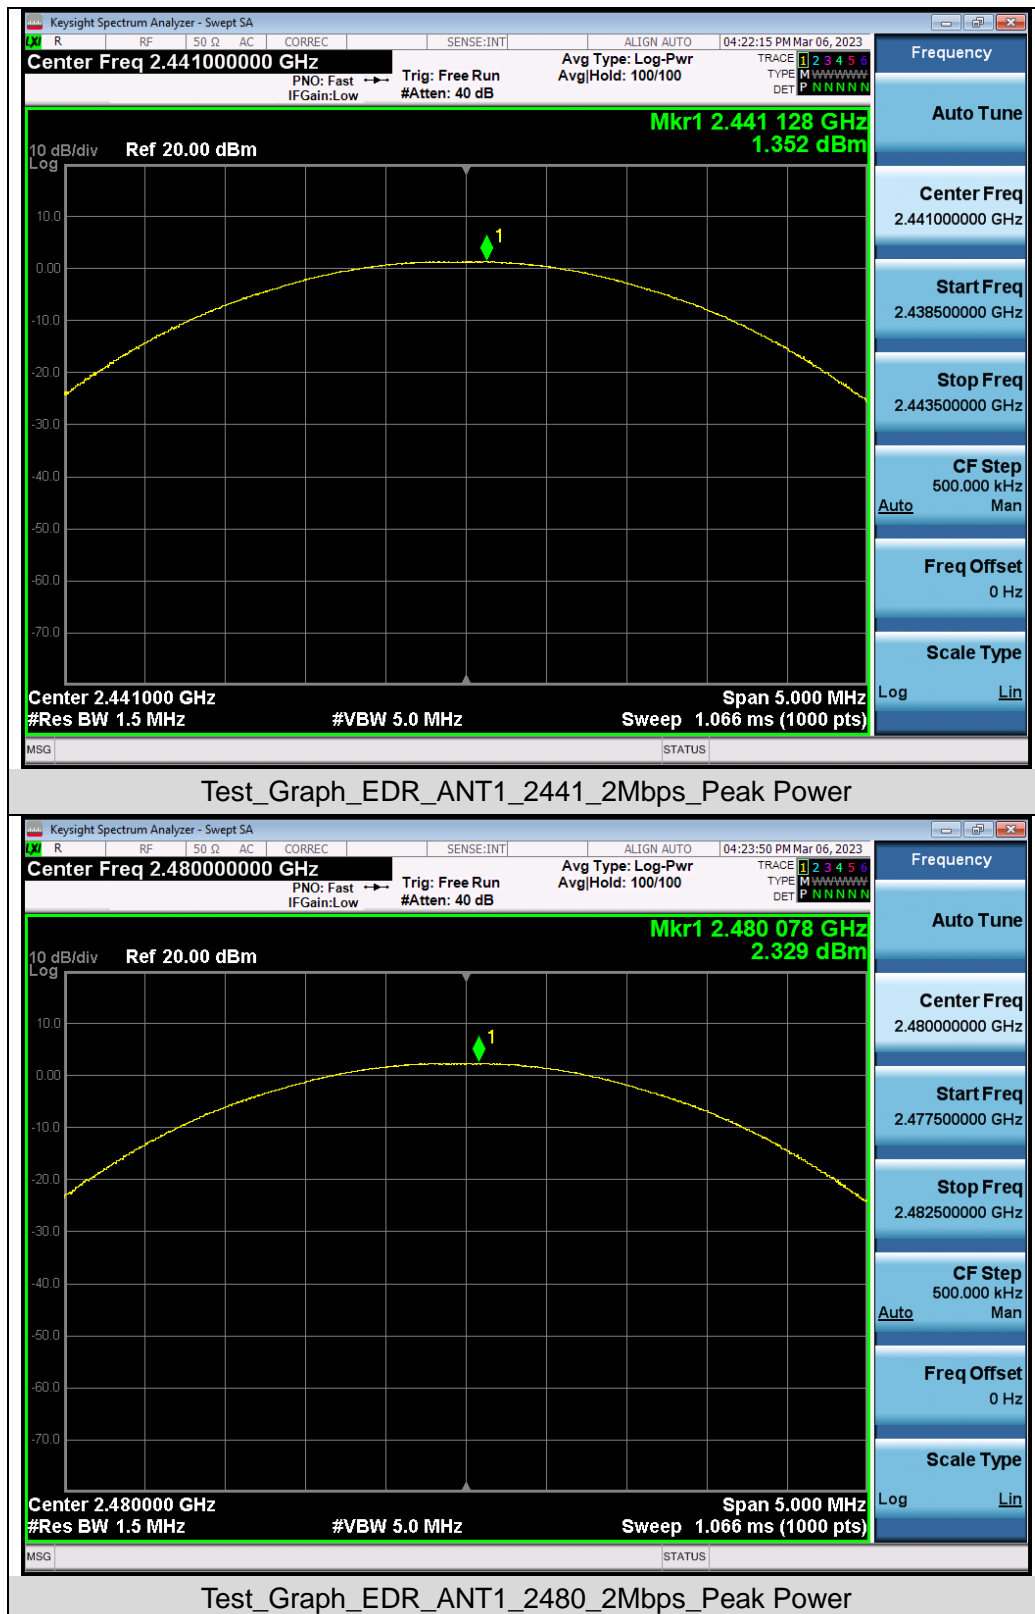 Keysight Spectrum Analyzer - Swept SA
LXI R RF 50 Ω AC CORREC SENSE:INT ALIGN AUTO 04:22:15 PM Mar 06, 2023
Center Freq 2.441000000 GHz
PNO: Fast
IFGain:Low
Trig: Free Run
#Atten: 40 dB
Avg Type: Log-Pwr
Avg|Hold: 100/100
TRACE 1 2 3 4 5 6
TYPE M WWWWW
DET P N N N N N
Mkr1 2.441 128 GHz
1.352 dBm
10 dB/div Ref 20.00 dBm
Log
10.0
1
0.00
-10.0
-20.0
-30.0
-40.0
-50.0
-60.0
-70.0
Center 2.441000 GHz Span 5.000 MHz
#Res BW 1.5 MHz #VBW 5.0 MHz Sweep 1.066 ms (1000 pts)
MSG STATUS
Frequency
Auto Tune
Center Freq
2.441000000 GHz
Start Freq
2.438500000 GHz
Stop Freq
2.443500000 GHz
CF Step
500.000 kHz
Auto Man
Freq Offset
0 Hz
Scale Type
Log Lin
Test_Graph_EDR_ANT1_2441_2Mbps_Peak Power
Keysight Spectrum Analyzer - Swept SA
LXI R RF 50 Ω AC CORREC SENSE:INT ALIGN AUTO 04:23:50 PM Mar 06, 2023
Center Freq 2.480000000 GHz
PNO: Fast
IFGain:Low
Trig: Free Run
#Atten: 40 dB
Avg Type: Log-Pwr
Avg|Hold: 100/100
TRACE 1 2 3 4 5 6
TYPE M WWWWW
DET P N N N N N
Mkr1 2.480 078 GHz
2.329 dBm
10 dB/div Ref 20.00 dBm
Log
10.0
1
0.00
-10.0
-20.0
-30.0
-40.0
-50.0
-60.0
-70.0
Center 2.480000 GHz Span 5.000 MHz
#Res BW 1.5 MHz #VBW 5.0 MHz Sweep 1.066 ms (1000 pts)
MSG STATUS
Frequency
Auto Tune
Center Freq
2.480000000 GHz
Start Freq
2.477500000 GHz
Stop Freq
2.482500000 GHz
CF Step
500.000 kHz
Auto Man
Freq Offset
0 Hz
Scale Type
Log Lin
Test_Graph_EDR_ANT1_2480_2Mbps_Peak Power